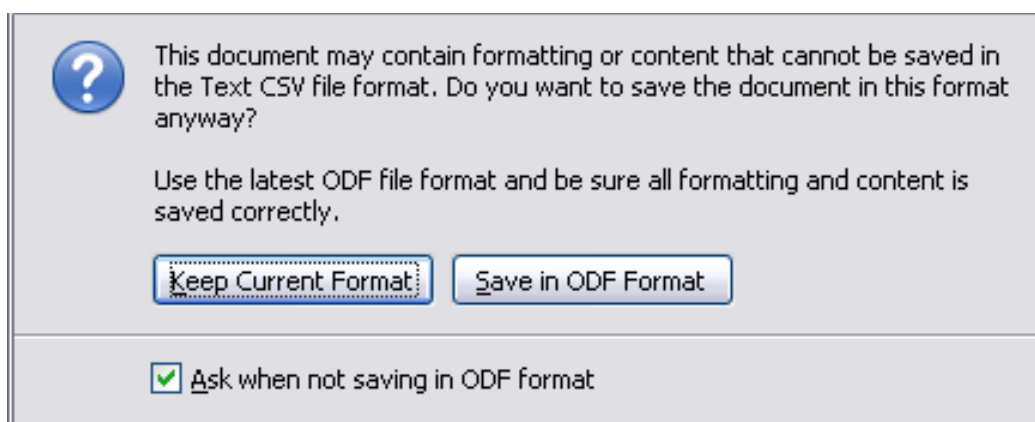 This document may contain formatting or content that cannot be saved in
the Text CSV file format. Do you want to save the document in this format
anyway?
Use the latest ODF file format and be sure all formatting and content is
saved correctly.
Keep Current Format
Save in ODF Format
Ask when not saving in ODF format